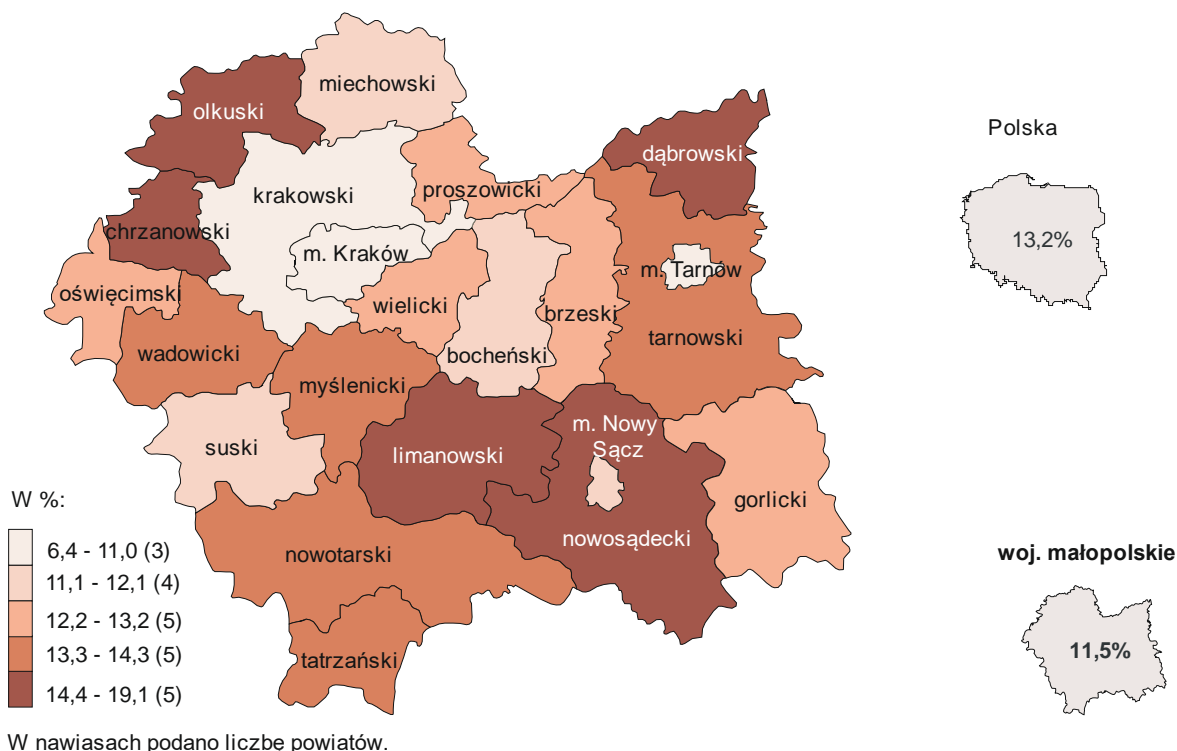 miechowski
olkuski
dąbrowski
krakowski
proszowicki
chrzanowski
m. Kraków
m. Tarnów
oświęcimski
wielicki
brzeski
wadowicki
bocheński
tarnowski
myślenicki
m. Nowy
Sącz
suski
limanowski
gorlicki
nowosądecki
nowotarski
tatrzański
Polska
13,2%
woj. małopolskie
11,5%
W %:
6,4 - 11,0 (3)
11,1 - 12,1 (4)
12,2 - 13,2 (5)
13,3 - 14,3 (5)
14,4 - 19,1 (5)
W nawiasach podano liczbę powiatów.